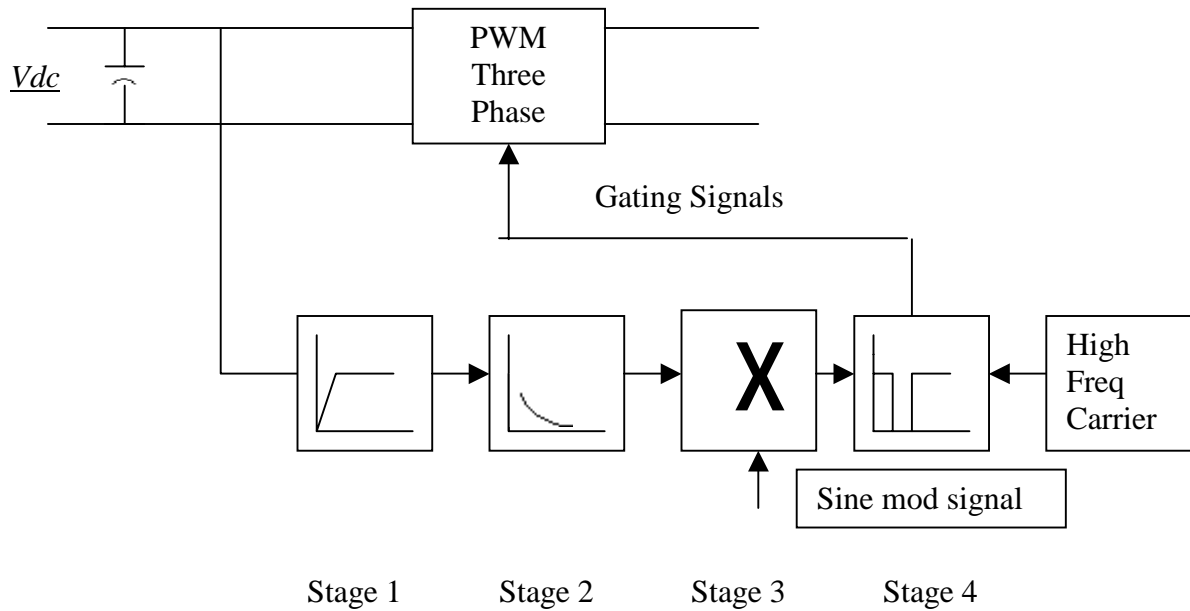 PWM
Three
Phase
Vdc
Gating Signals
X
High
Freq
Carrier
Sine mod signal
Stage 1
Stage 2
Stage 3
Stage 4